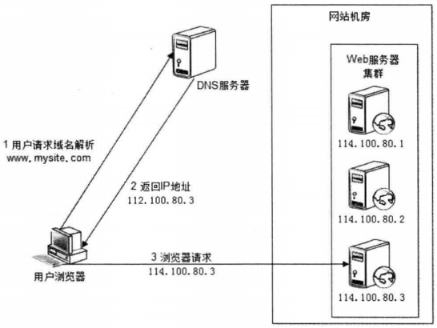 网站机房
Web服务器
集群
DNS服务器
114.100.80.1
1 用户请求域名解析
www.mysite.com
2 返回IP地址
112.100.80.3
114.100.80.2
3 浏览器请求
114.100.80.3
用户浏览器
114.100.80.3